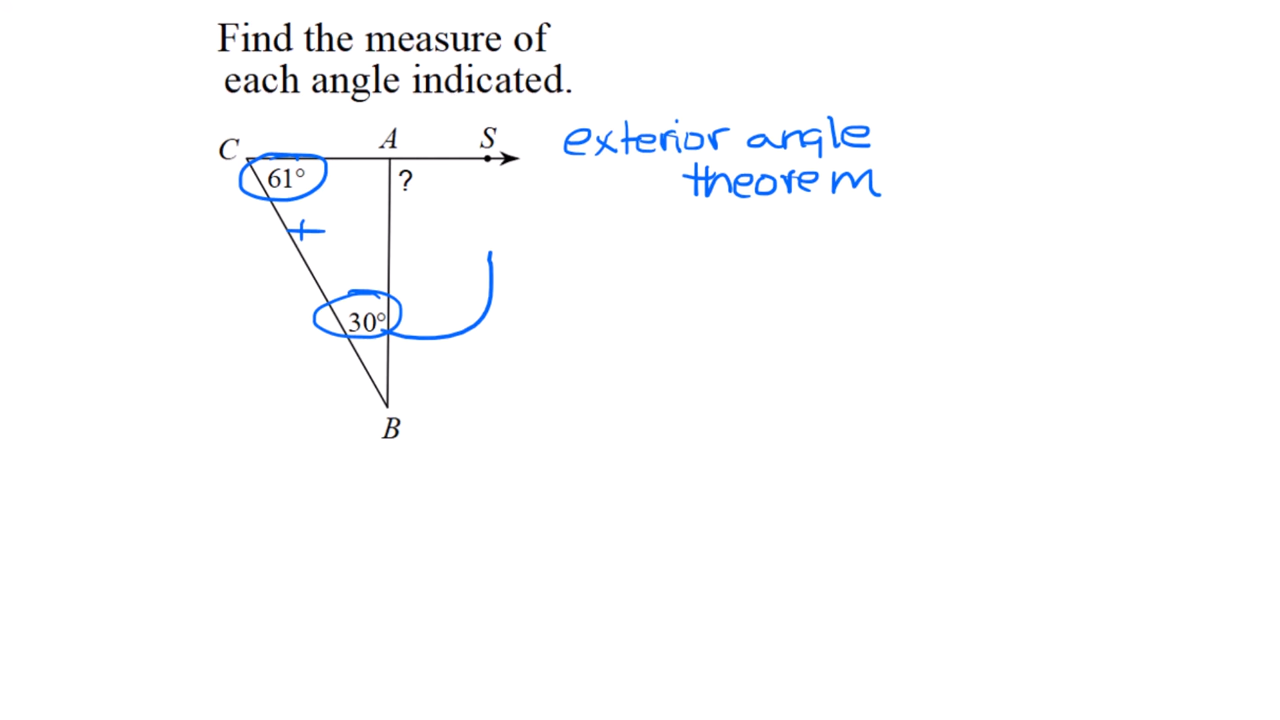 Find the measure of
each angle indicated.
C A S
exterior angle
theorem
61° ?
+
30°
B